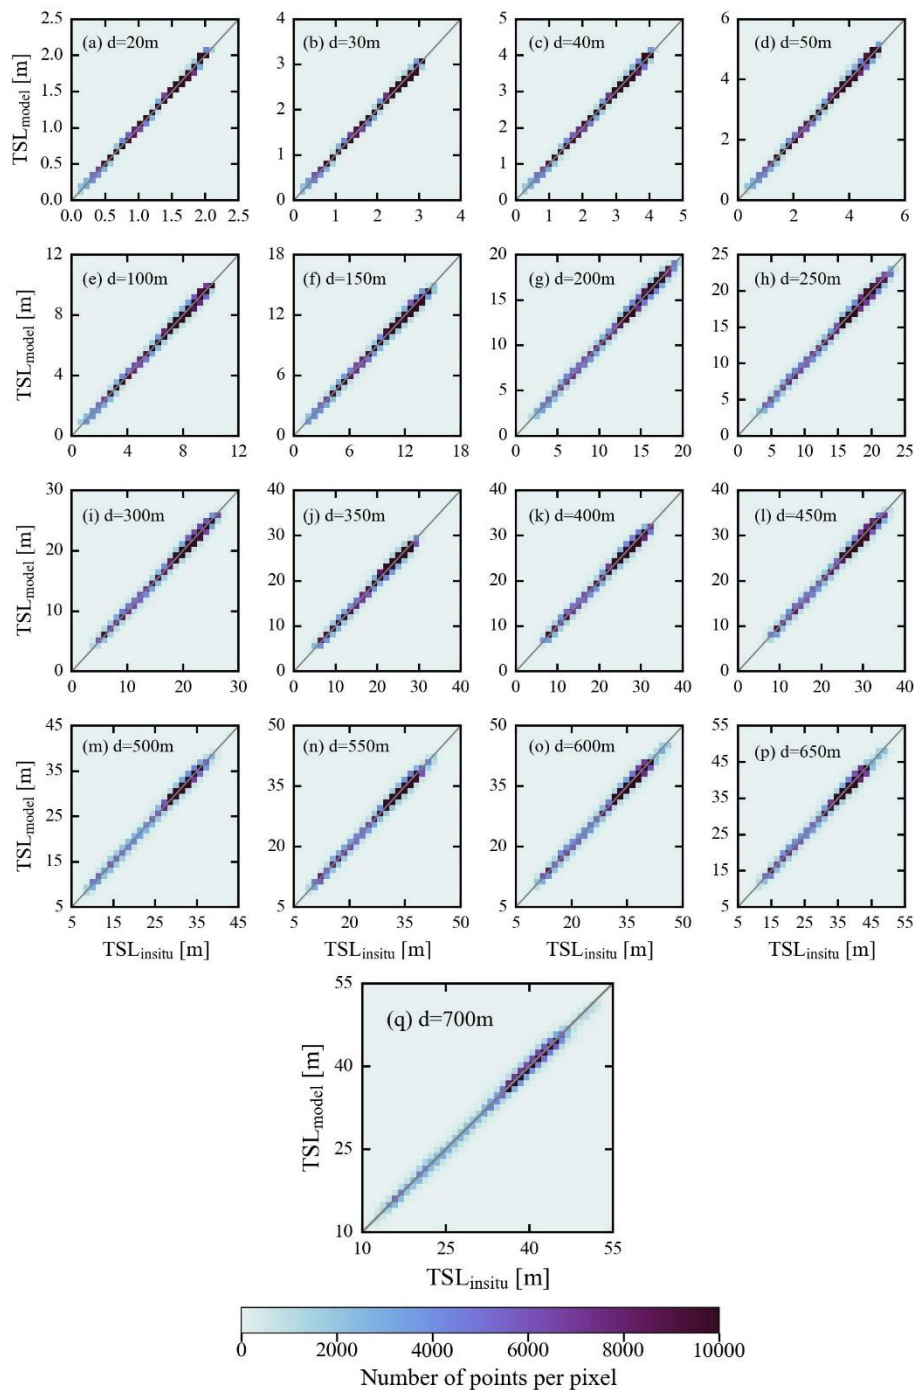 (a) d=20m (b) d=30m (c) d=40m (d) d=50m
TSLmodel [m]
2.5 2.0 1.5 1.0 0.5 0.0
4 3 2 1 0
5 4 3 2 1 0
6 4 2 0
0.0 0.5 1.0 1.5 2.0 2.5 0 1 2 3 4 0 1 2 3 4 5 0 2 4 6
(e) d=100m (f) d=150m (g) d=200m (h) d=250m
TSLmodel [m]
12 8 4 0
18 12 6 0
20 15 10 5 0
25 20 15 10 5 0
0 4 8 12 0 6 12 18 0 5 10 15 20 0 5 10 15 20 25
(i) d=300m (j) d=350m (k) d=400m (l) d=450m
TSLmodel [m]
30 20 10 0
40 30 20 10 0
40 30 20 10 0
40 30 20 10 0
0 10 20 30 0 10 20 30 40 0 10 20 30 40 0 10 20 30 40
(m) d=500m (n) d=550m (o) d=600m (p) d=650m
TSLmodel [m]
45 35 25 15 5
50 35 20 5
50 35 20 5
55 45 35 25 15 5
5 15 25 35 45 5 20 35 50 5 20 35 50 5 15 25 35 45 55
TSLinsitu [m] TSLinsitu [m] TSLinsitu [m] TSLinsitu [m]
(q) d=700m
TSLmodel [m]
55 40 25 10
10 25 40 55
TSLinsitu [m]
0 2000 4000 6000 8000 10000
Number of points per pixel